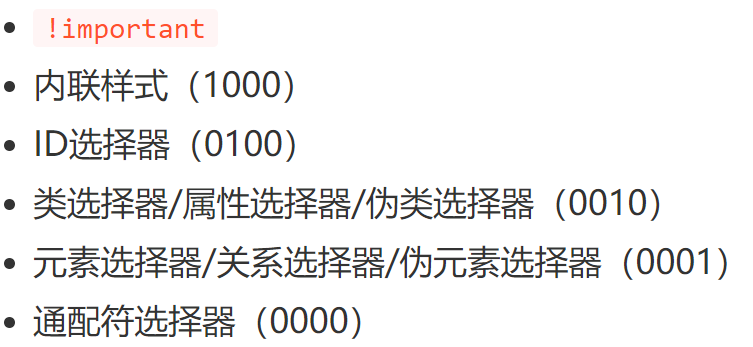 !important
内联样式（1000）
ID选择器（0100）
类选择器/属性选择器/伪类选择器（0010）
元素选择器/关系选择器/伪元素选择器（0001）
通配符选择器（0000）